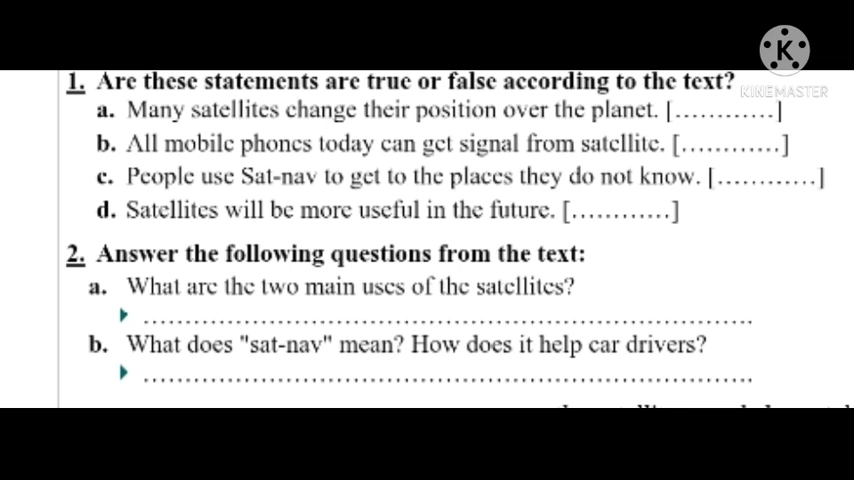 K
KINEMASTER
1. Are these statements are true or false according to the text?
a. Many satellites change their position over the planet. [............]
b. All mobile phones today can get signal from satellite. [............]
c. People use Sat-nav to get to the places they do not know. [............]
d. Satellites will be more useful in the future. [............]
2. Answer the following questions from the text:
a. What are the two main uses of the satellites?
..........................................................................
b. What does "sat-nav" mean? How does it help car drivers?
..........................................................................